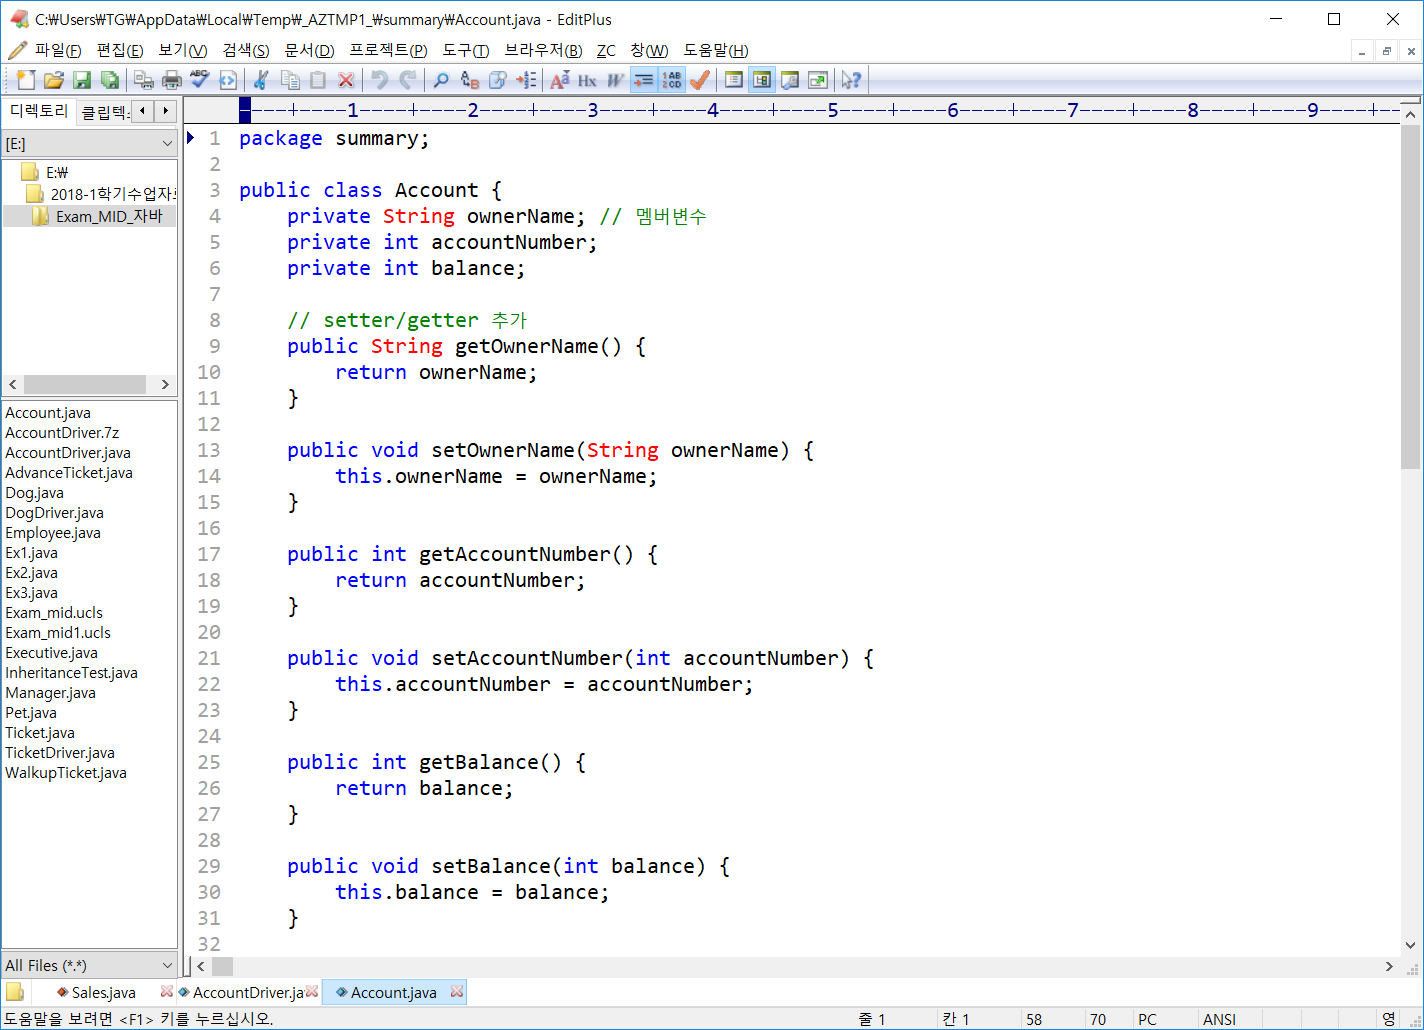 C:₩Users₩TG₩AppData₩Local₩Temp₩_AZTMP1_₩summary₩Account.java - EditPlus
파일(F) 편집(E) 보기(V) 검색(S) 문서(D) 프로젝트(P) 도구(T) 브라우저(B) ZC 창(W) 도움말(H)
디렉토리 클립텍
[E:]
E:₩
2018-1학기수업자
Exam_MID_자바
Account.java
AccountDriver.7z
AccountDriver.java
AdvanceTicket.java
Dog.java
DogDriver.java
Employee.java
Ex1.java
Ex2.java
Ex3.java
Exam_mid.ucls
Exam_mid1.ucls
Executive.java
InheritanceTest.java
Manager.java
Pet.java
Ticket.java
TicketDriver.java
WalkupTicket.java
All Files (*.*)
----+----1----+----2----+----3----+----4----+----5----+----6----+----7----+----8----+----9----+--
1 package summary;
2
3 public class Account {
4     private String ownerName; // 멤버변수
5     private int accountNumber;
6     private int balance;
7
8     // setter/getter 추가
9     public String getOwnerName() {
10         return ownerName;
11     }
12
13     public void setOwnerName(String ownerName) {
14         this.ownerName = ownerName;
15     }
16
17     public int getAccountNumber() {
18         return accountNumber;
19     }
20
21     public void setAccountNumber(int accountNumber) {
22         this.accountNumber = accountNumber;
23     }
24
25     public int getBalance() {
26         return balance;
27     }
28
29     public void setBalance(int balance) {
30         this.balance = balance;
31     }
32
Sales.java AccountDriver.ja Account.java
도움말을 보려면 <F1> 키를 누르십시오. 줄 1 칸 1 58 70 PC ANSI 영